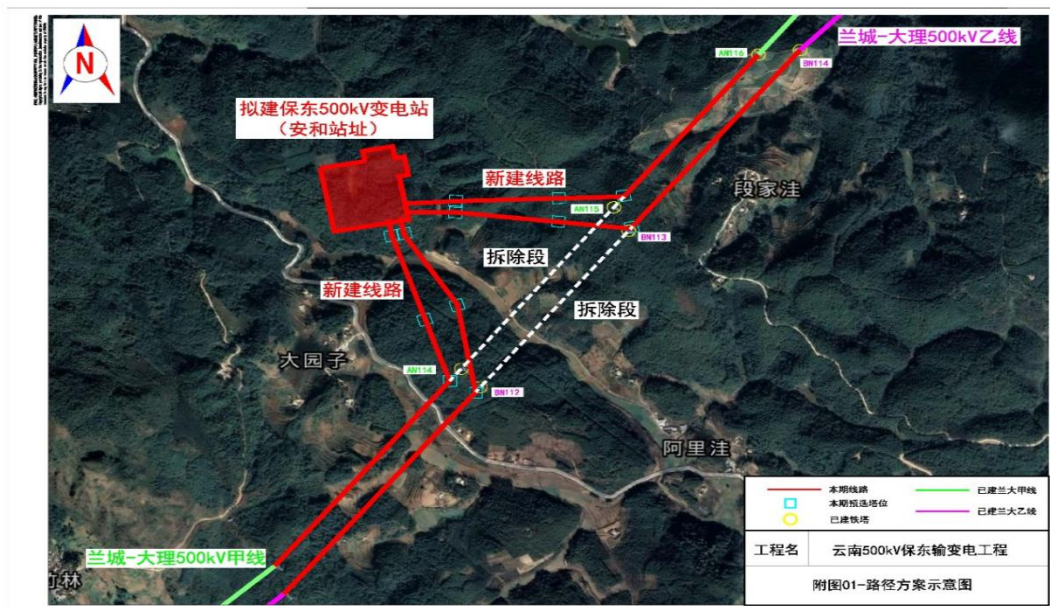 N
兰城-大理500kV乙线
AN116
BN114
拟建保东500kV变电站
（安和站址）
新建线路
段家洼
AN115
BN113
拆除段
拆除段
新建线路
大园子
AN114
BN112
阿里洼
兰城-大理500kV甲线
竹林
本期线路
已建兰大甲线
本期预选塔位
已建兰大乙线
已建铁塔
工程名
云南500kV保东输变电工程
附图01-路径方案示意图